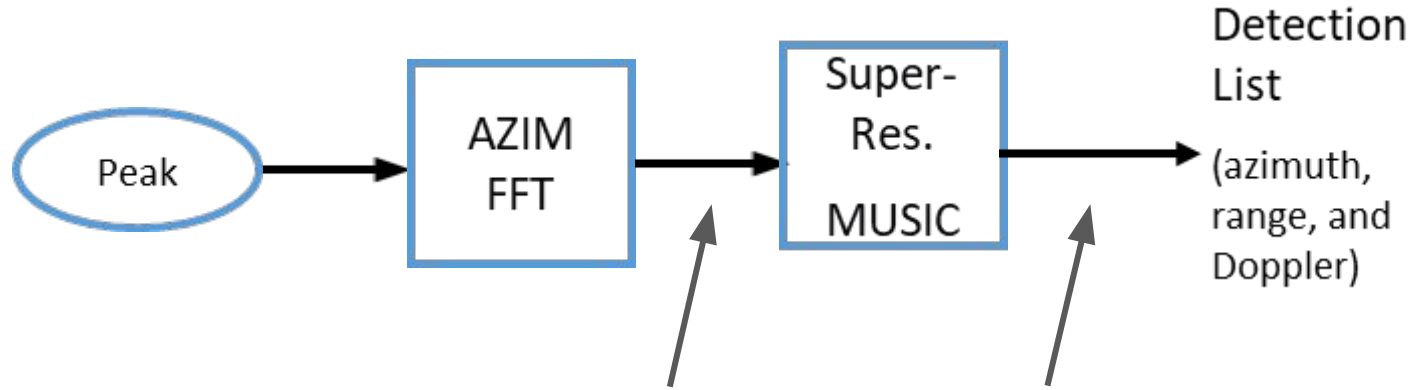 Peak
AZIM
FFT
Super-
Res.
MUSIC
Detection
List
(azimuth,
range, and
Doppler)